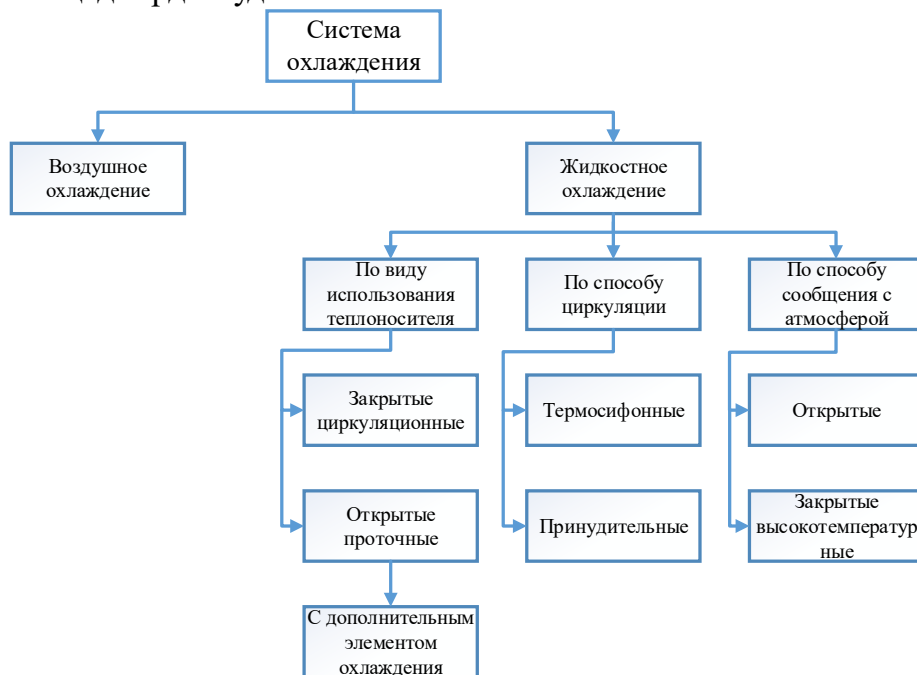 Система
охлаждения
Воздушное
охлаждение
Жидкостное
охлаждение
По виду
использования
теплоносителя
По способу
циркуляции
По способу
сообщения с
атмосферой
Закрытые
циркуляционные
Термосифонные
Открытые
Открытые
проточные
Принудительные
Закрытые
высокотемператур
ные
С дополнительным
элементом
охлаждения